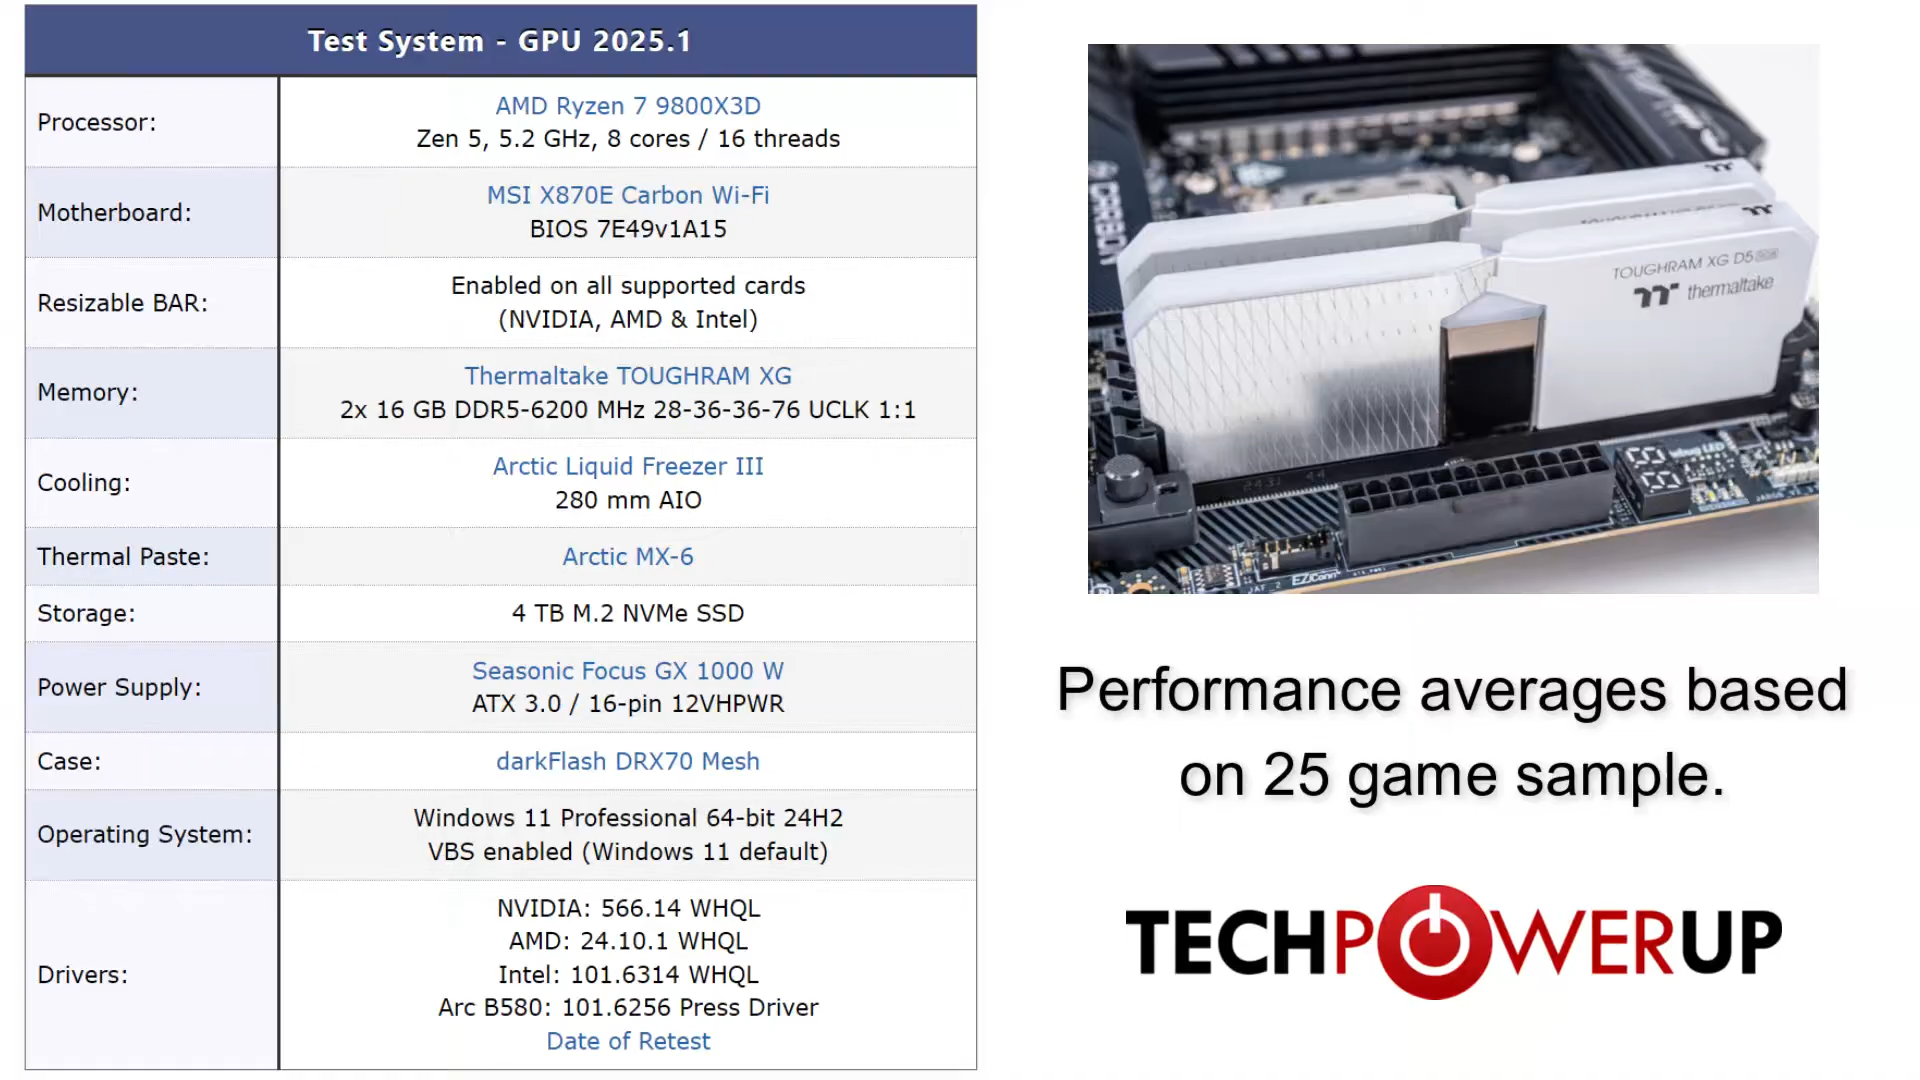 Test System - GPU 2025.1
Processor:
AMD Ryzen 7 9800X3D
Zen 5, 5.2 GHz, 8 cores / 16 threads
Motherboard:
MSI X870E Carbon Wi-Fi
BIOS 7E49v1A15
Resizable BAR:
Enabled on all supported cards
(NVIDIA, AMD & Intel)
Memory:
Thermaltake TOUGHRAM XG
2x 16 GB DDR5-6200 MHz 28-36-36-76 UCLK 1:1
Cooling:
Arctic Liquid Freezer III
280 mm AIO
Thermal Paste:
Arctic MX-6
Storage:
4 TB M.2 NVMe SSD
Power Supply:
Seasonic Focus GX 1000 W
ATX 3.0 / 16-pin 12VHPWR
Case:
darkFlash DRX70 Mesh
Operating System:
Windows 11 Professional 64-bit 24H2
VBS enabled (Windows 11 default)
Drivers:
NVIDIA: 566.14 WHQL
AMD: 24.10.1 WHQL
Intel: 101.6314 WHQL
Arc B580: 101.6256 Press Driver
Date of Retest
CARBON
TOUGHRAM XG D5
thermaltake
EZ Conn
Performance averages based
on 25 game sample.
TECHPOWERUP